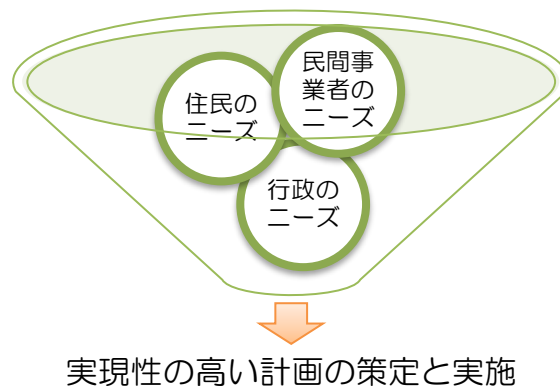 民間事
業者の
ニーズ
住民の
ニーズ
行政の
ニーズ
実現性の高い計画の策定と実施